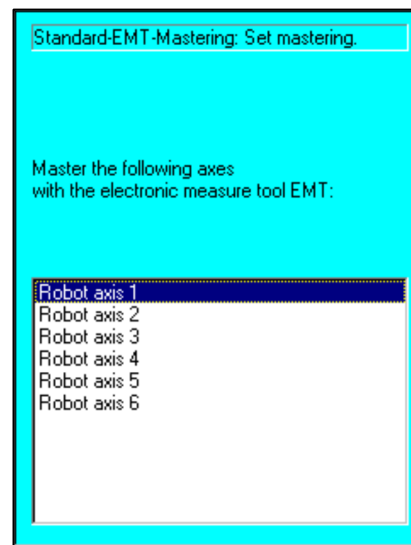 Standard-EMT-Mastering: Set mastering.
Master the following axes
with the electronic measure tool EMT:
Robot axis 1
Robot axis 2
Robot axis 3
Robot axis 4
Robot axis 5
Robot axis 6